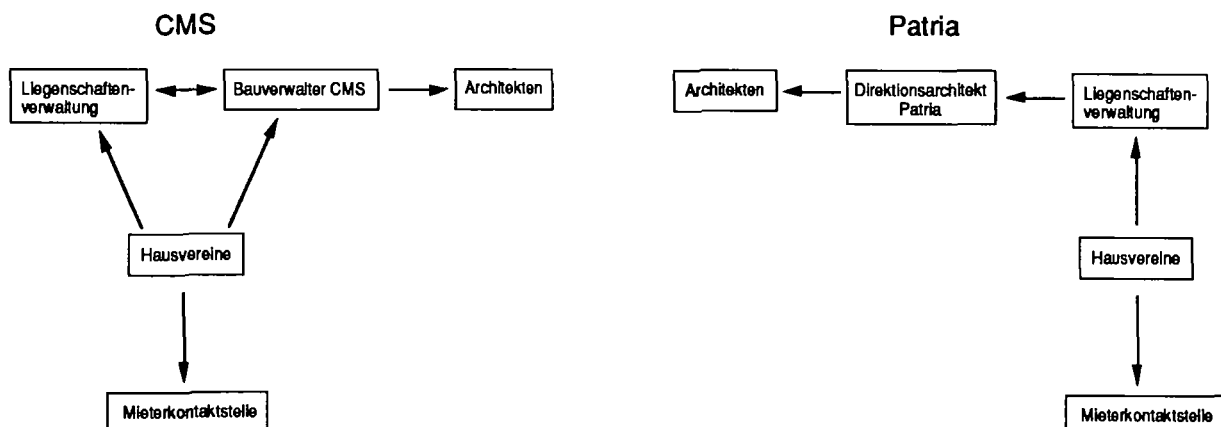 CMS
Liegenschaften-
verwaltung
Bauverwalter CMS
Architekten
Hausvereine
Mieterkontaktstelle
Patria
Architekten
Direktionsarchitekt
Patria
Liegenschaften-
verwaltung
Hausvereine
Mieterkontaktstelle